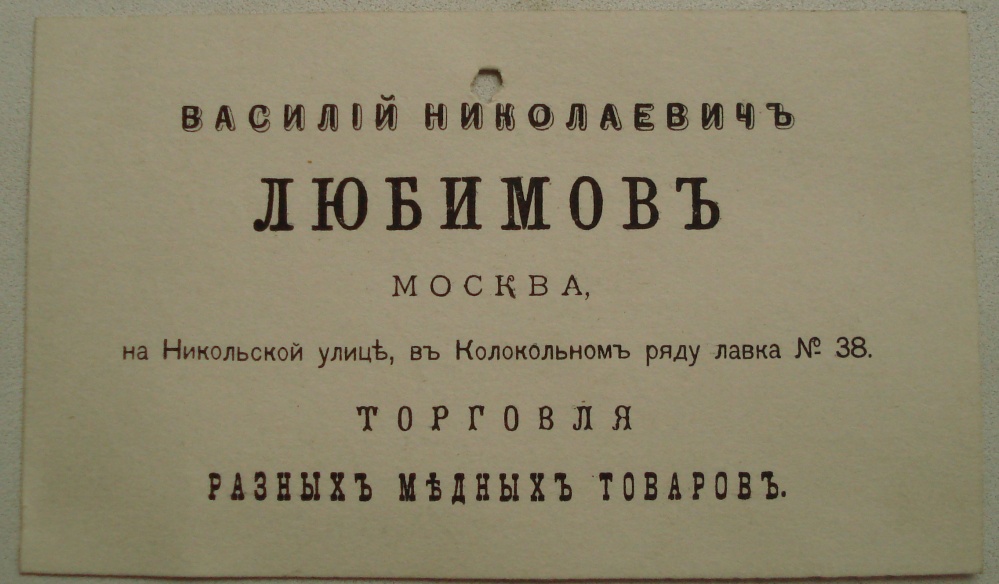 ВАСИЛІЙ НИКОЛАЕВИЧЪ
ЛЮБИМОВЪ
МОСКВА,
на Никольской улицѣ, въ Колокольномъ ряду лавка № 38.
ТОРГОВЛЯ
РАЗНЫХЪ МѢДНЫХЪ ТОВАРОВЪ.